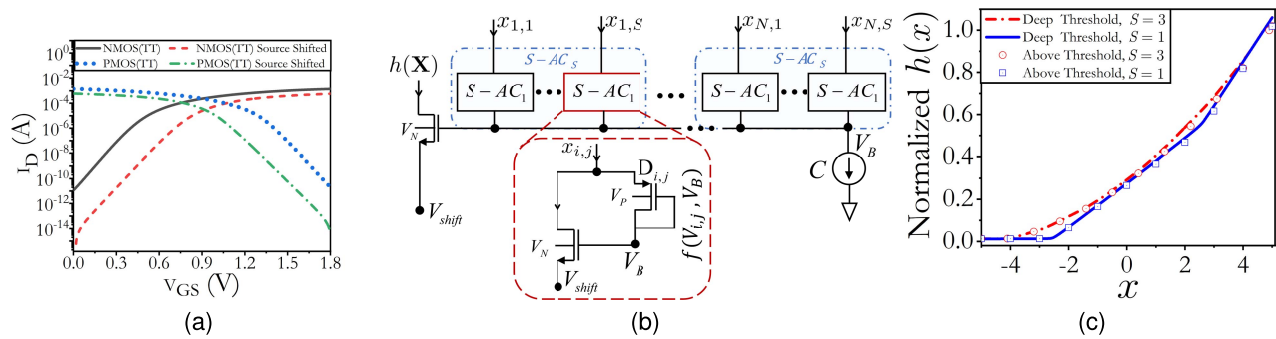 NMOS(TT) NMOS(TT) Source Shifted
PMOS(TT) PMOS(TT) Source Shifted
I_D (A)
10^0
10^-2
10^-4
10^-6
10^-8
10^-10
10^-12
10^-14
0.0 0.3 0.6 0.9 1.2 1.5 1.8
V_GS (V)
(a)
x_{1,1} x_{1,S} x_{N,1} x_{N,S}
h(X)
S-AC_S S-AC_S
S-AC_1 S-AC_1 S-AC_1 S-AC_1
V_N
V_B
C
V_shift
x_{i,j}
D_{i,j}
V_P
V_N
V_B
V_shift
f(V_{i,j}, V_B)
(b)
Deep Threshold, S = 3
Deep Threshold, S = 1
Above Threshold, S = 3
Above Threshold, S = 1
Normalized h(x)
1.0
0.8
0.6
0.4
0.2
0.0
-4 -2 0 2 4
x
(c)